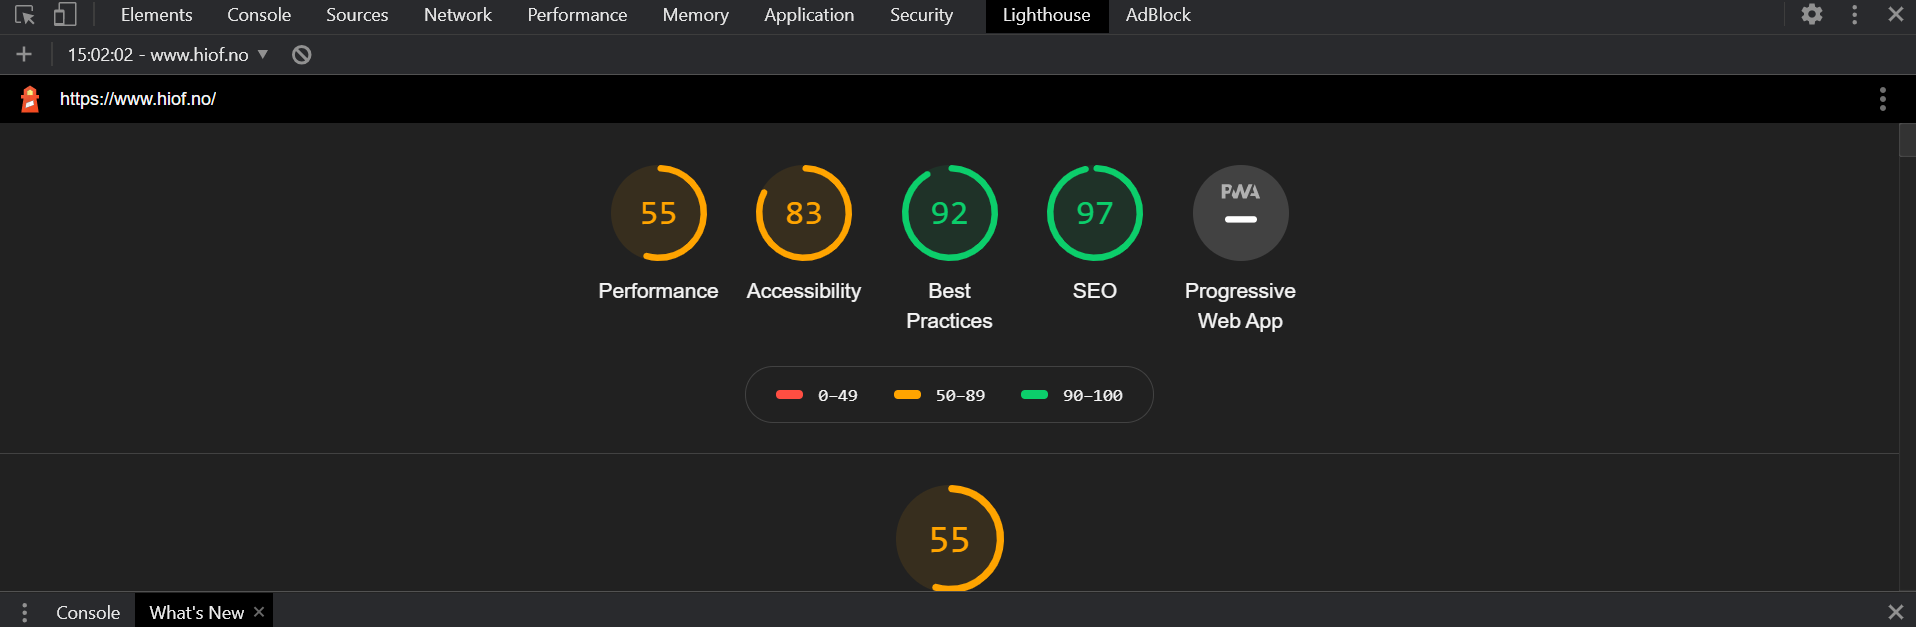 Elements Console Sources Network Performance Memory Application Security Lighthouse AdBlock
15:02:02 - www.hiof.no
https://www.hiof.no/
55 83 92 97 PWA
Performance Accessibility Best Practices SEO Progressive Web App
0–49 50–89 90–100
55
Console What's New